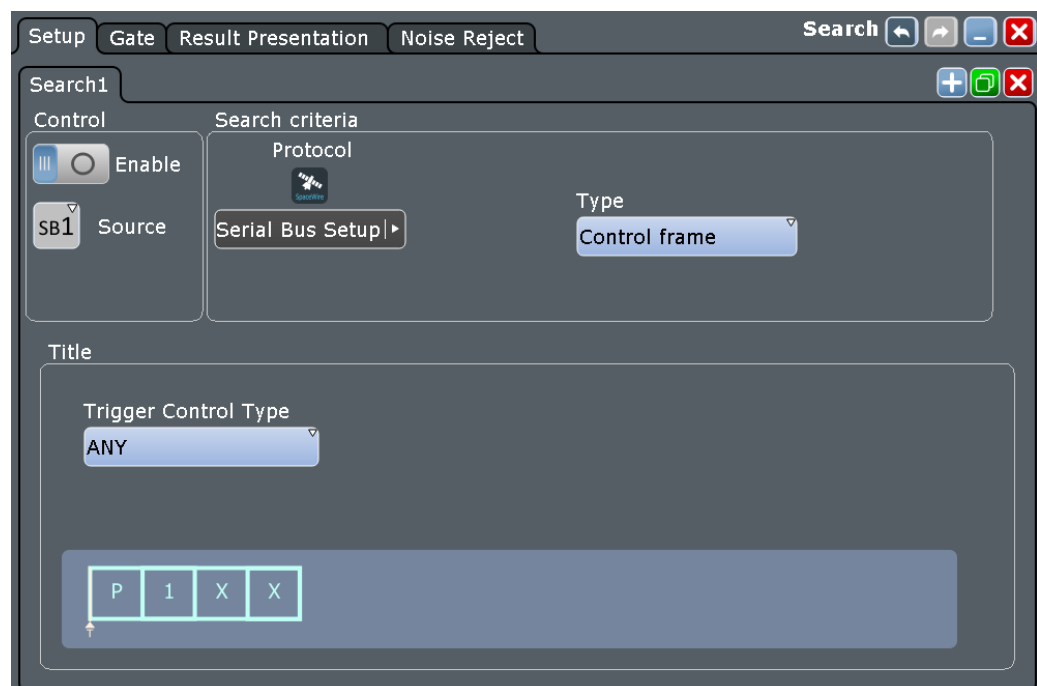 Setup Gate Result Presentation Noise Reject Search
Search1
Control Search criteria
Protocol
Enable
SpaceWire
Type
SB1 Source Serial Bus Setup Control frame
Title
Trigger Control Type
ANY
P 1 X X